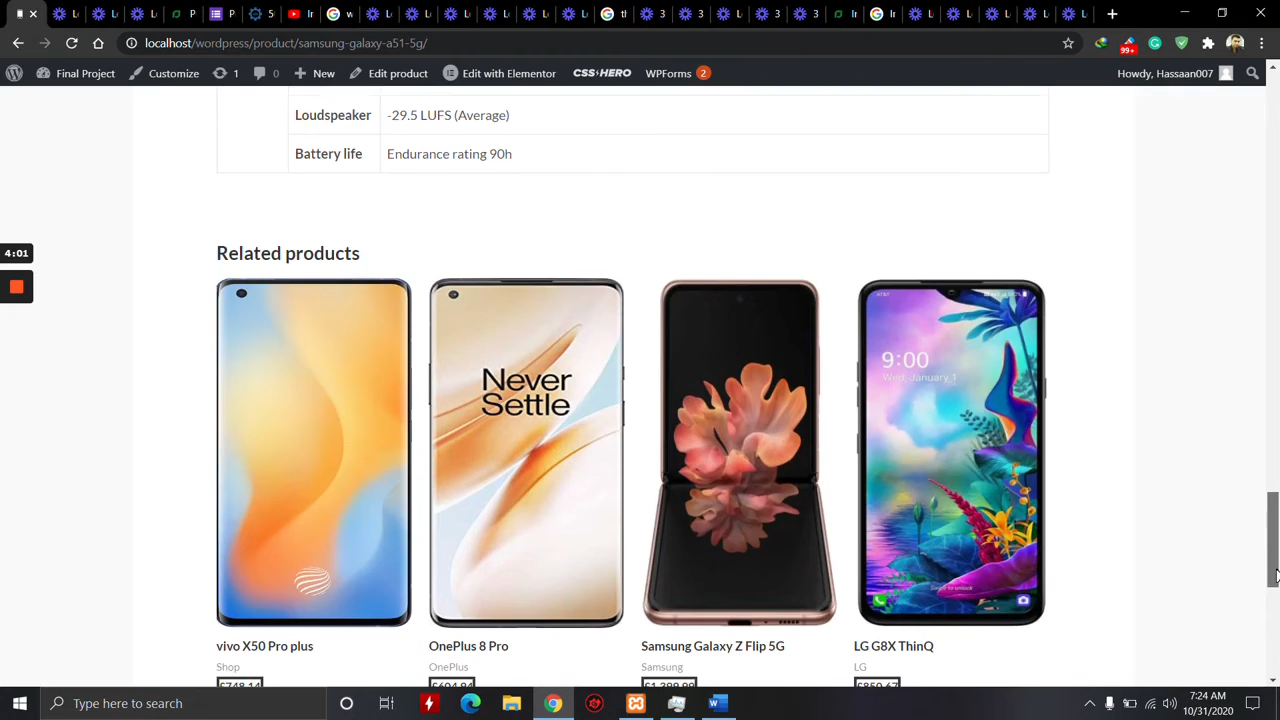 localhost/wordpress/product/samsung-galaxy-a51-5g/
99+
Final Project
Customize
1
0
New
Edit product
Edit with Elementor
CSS HERO
WPForms 2
Howdy, Hassaan007
Loudspeaker -29.5 LUFS (Average)
Battery life Endurance rating 90h
4:01
Related products
Never
Settle
9:00
Wed, January 1
vivo X50 Pro plus
Shop
OnePlus 8 Pro
OnePlus
Samsung Galaxy Z Flip 5G
Samsung
LG G8X ThinQ
LG
Type here to search
7:24 AM
10/31/2020